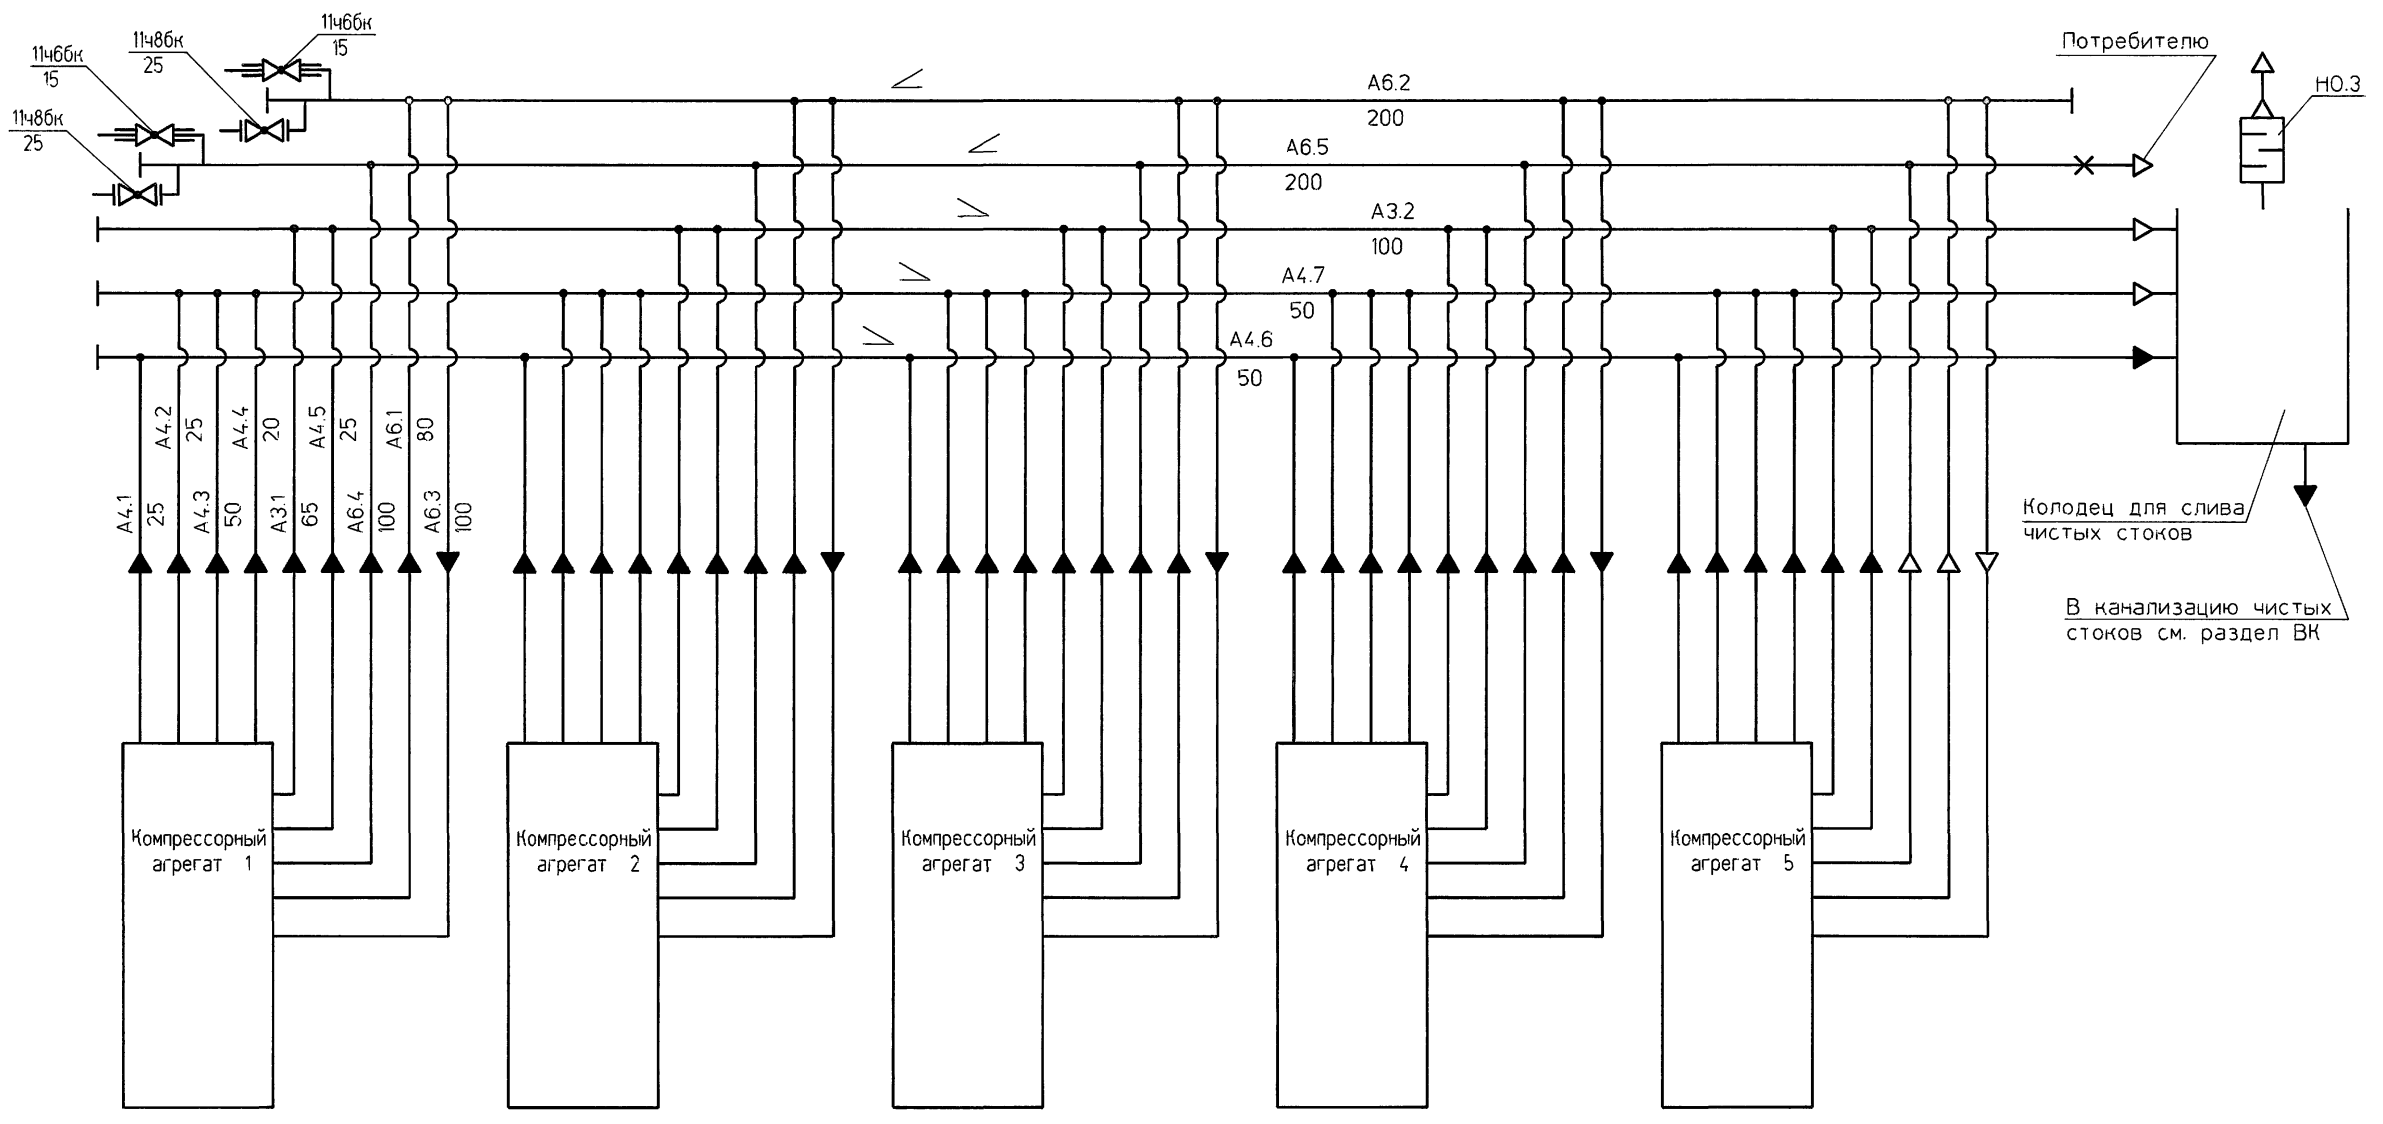 11ч6бк
15
11ч8бк
25
11ч6бк
15
11ч8бк
25
А6.2
200
Потребителю
НО.3
А6.5
200
А3.2
100
А4.7
50
А4.6
50
А4.1
25
А4.2
25
А4.3
50
А4.4
20
А3.1
65
А4.5
25
А6.4
100
А6.1
80
А6.3
100
Колодец для слива
чистых стоков
В канализацию чистых
стоков см. раздел ВК
Компрессорный
агрегат 1
Компрессорный
агрегат 2
Компрессорный
агрегат 3
Компрессорный
агрегат 4
Компрессорный
агрегат 5